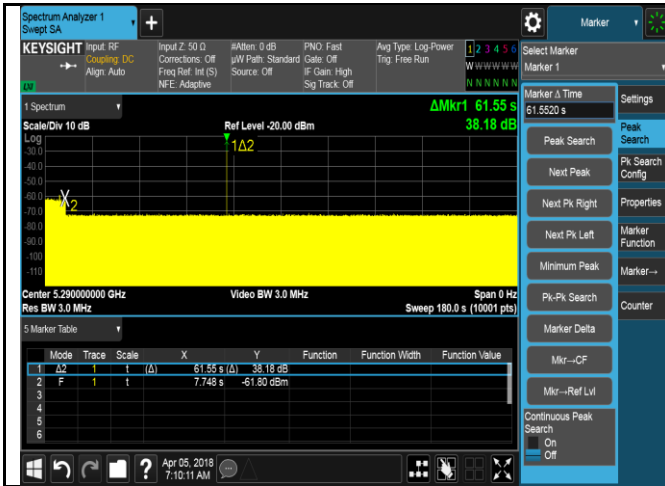 Spectrum Analyzer 1
Swept SA
Marker
KEYSIGHT
Input: RF
Coupling: DC
Align: Auto
Input Z: 50 Ω
Corrections: Off
Freq Ref: Int (S)
NFE: Adaptive
#Atten: 0 dB
µW Path: Standard
Source: Off
PNO: Fast
Gate: Off
IF Gain: High
Sig Track: Off
Avg Type: Log-Power
Trig: Free Run
1 2 3 4 5 6
W W W W W W
N N N N N N
Select Marker
Marker 1
1 Spectrum
ΔMkr1 61.55 s
38.18 dB
Scale/Div 10 dB
Ref Level -20.00 dBm
Log
-30.0
-40.0
-50.0
-60.0
-70.0
-80.0
-90.0
-100
-110
1Δ2
X2
Center 5.290000000 GHz
Video BW 3.0 MHz
Span 0 Hz
Res BW 3.0 MHz
Sweep 180.0 s (10001 pts)
5 Marker Table
Mode Trace Scale X Y Function Function Width Function Value
1 Δ2 1 t (Δ) 61.55 s (Δ) 38.18 dB
2 F 1 t 7.748 s -61.80 dBm
3
4
5
6
Apr 05, 2018
7:10:11 AM
?
Marker Δ Time
61.5520 s
Peak Search
Next Peak
Next Pk Right
Next Pk Left
Minimum Peak
Pk-Pk Search
Marker Delta
Mkr→CF
Mkr→Ref Lvl
Continuous Peak
Search
On
Off
Settings
Peak
Search
Pk Search
Config
Properties
Marker
Function
Marker→
Counter